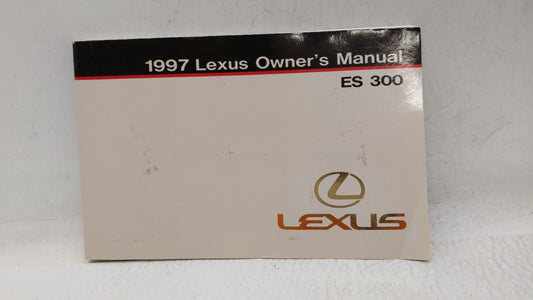 1997 Lexus Owner's Manual
ES 300
LEXUS